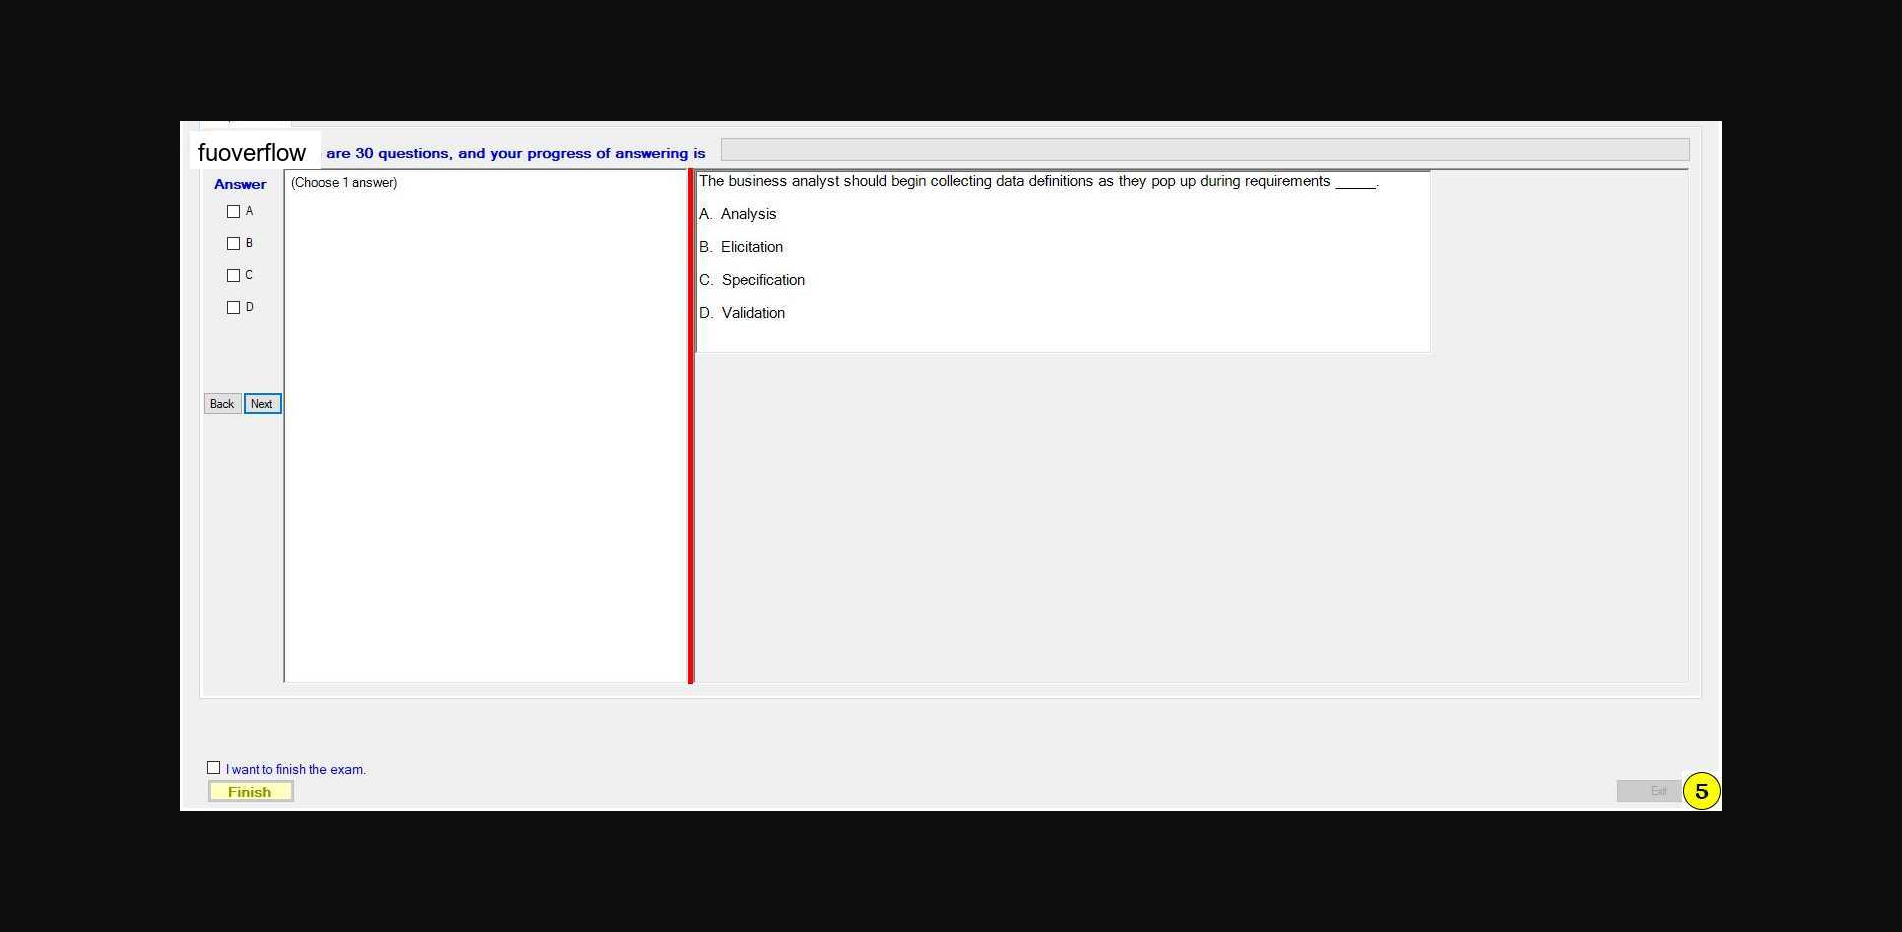 fuoverflow are 30 questions, and your progress of answering is
Answer
A
B
C
D
Back Next
(Choose 1 answer)
The business analyst should begin collecting data definitions as they pop up during requirements _____.
A. Analysis
B. Elicitation
C. Specification
D. Validation
I want to finish the exam.
Finish
Exit
5